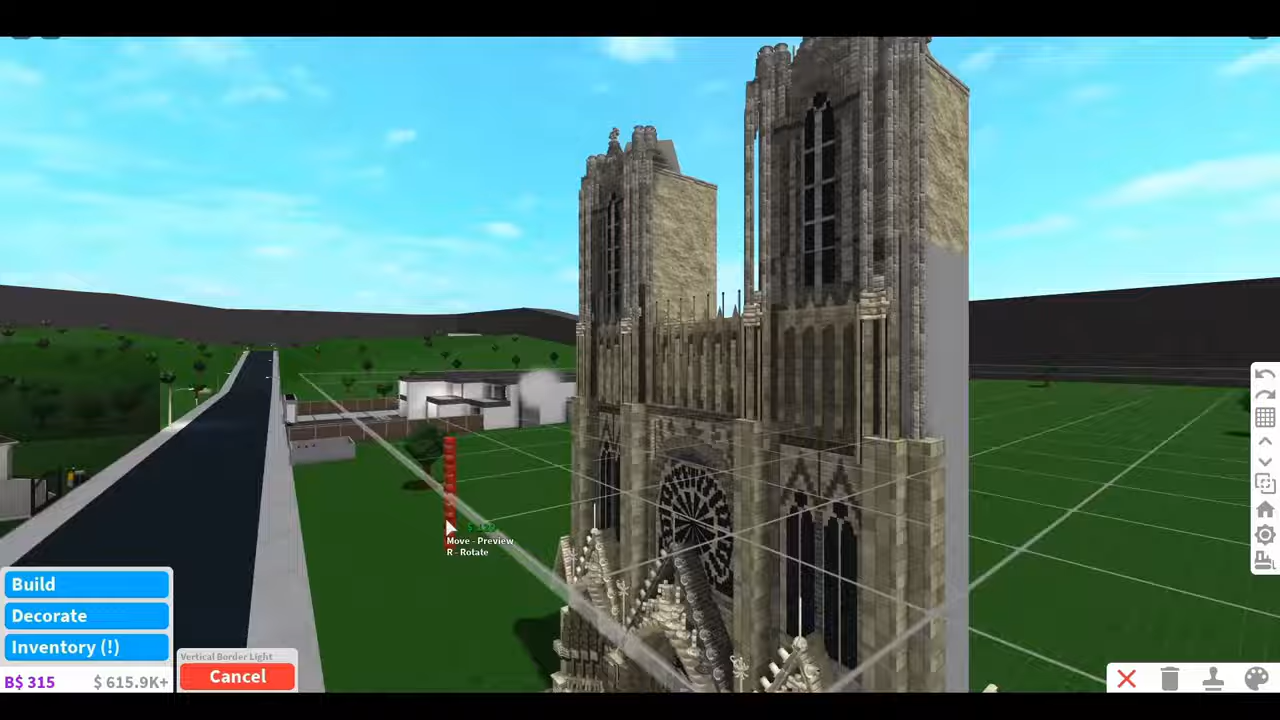 Move - Preview
R - Rotate
Build
Decorate
Inventory (!)
Vertical Border Light
Cancel
B$ 315
$ 615.9K+